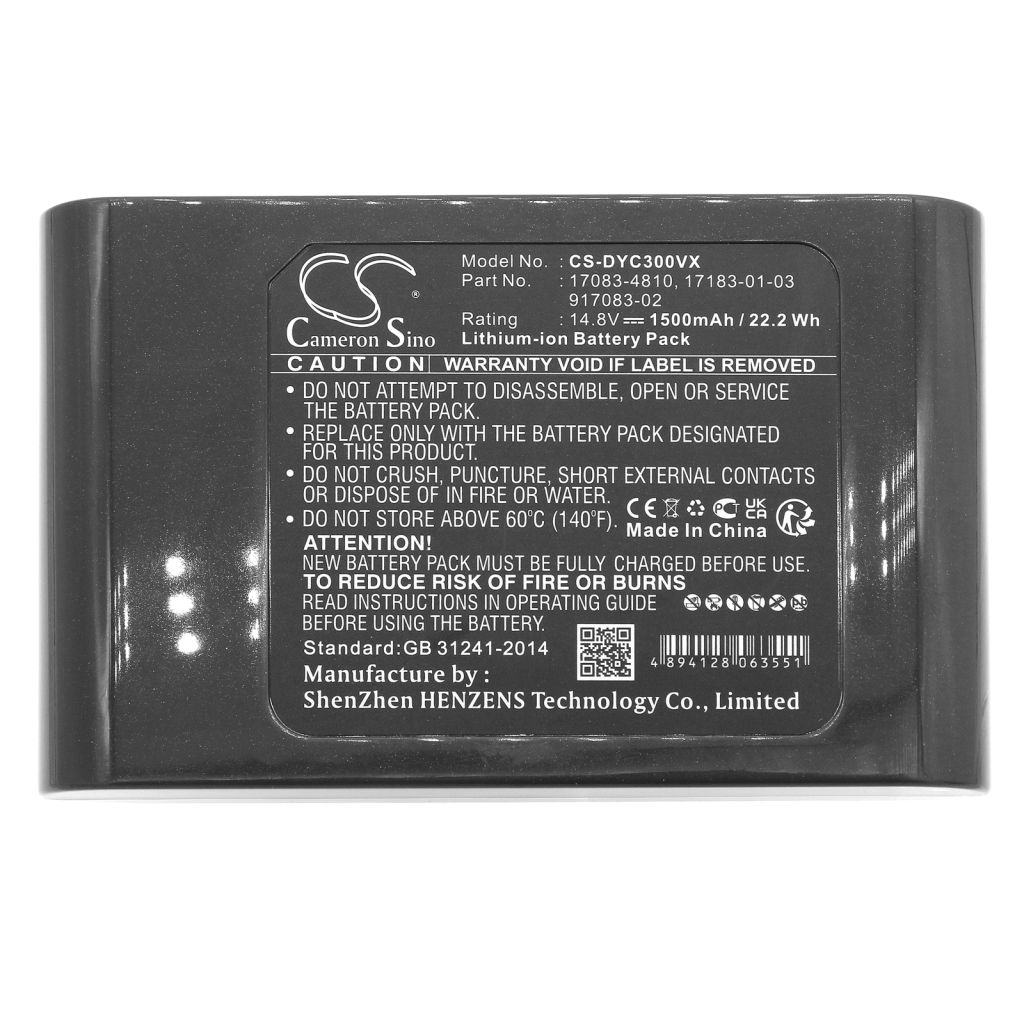 CS
®
Cameron Sino
Model No. : CS-DYC300VX
Part No. : 17083-4810, 17183-01-03
917083-02
Rating : 14.8V 1500mAh / 22.2 Wh
Lithium-ion Battery Pack
CAUTION WARRANTY VOID IF LABEL IS REMOVED
• DO NOT ATTEMPT TO DISASSEMBLE, OPEN OR SERVICE
THE BATTERY PACK.
• REPLACE ONLY WITH THE BATTERY PACK DESIGNATED
FOR THIS PRODUCT.
• DO NOT CRUSH, PUNCTURE, SHORT EXTERNAL CONTACTS
OR DISPOSE OF IN FIRE OR WATER.
• DO NOT STORE ABOVE 60°C (140°F).
CE PC UK CA
Made In China
ATTENTION!
NEW BATTERY PACK MUST BE FULLY CHARGED BEFORE USE.
TO REDUCE RISK OF FIRE OR BURNS
READ INSTRUCTIONS IN OPERATING GUIDE
BEFORE USING THE BATTERY.
Standard:GB 31241-2014
4 894128 063551
Manufacture by :
ShenZhen HENZENS Technology Co., Limited